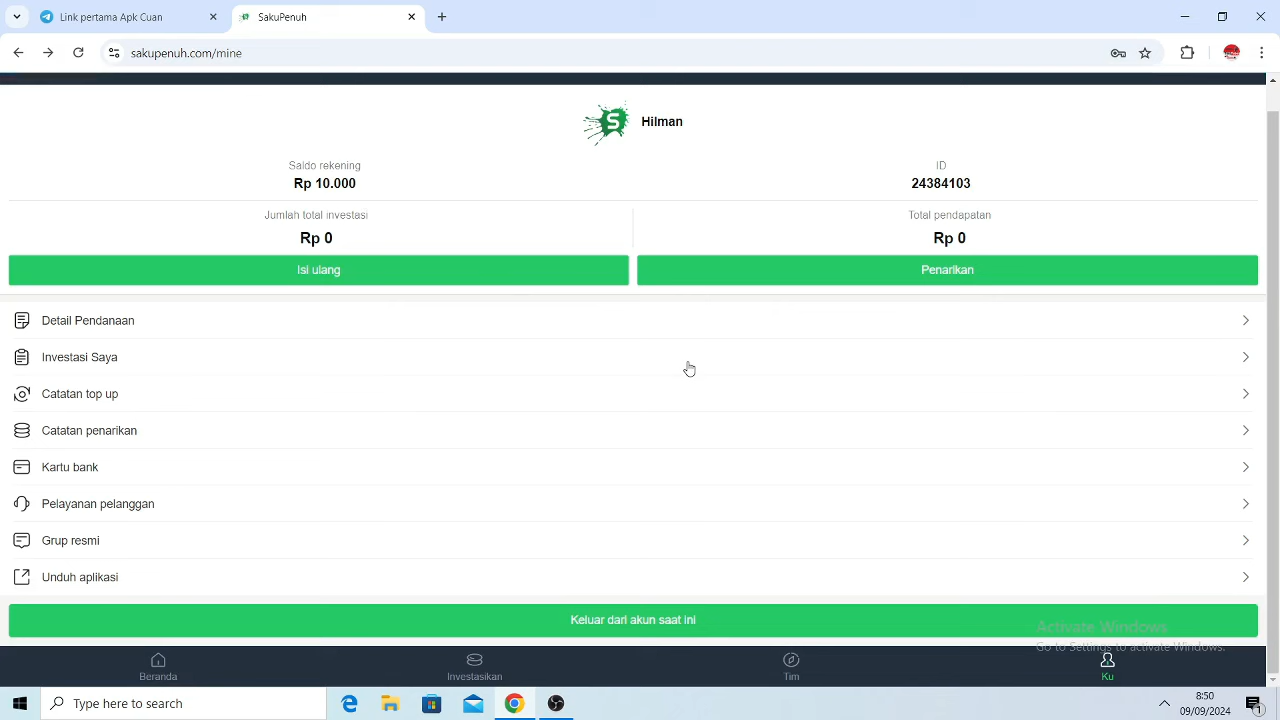 Link pertama Apk Cuan
SakuPenuh
sakupenuh.com/mine
S
Hilman
Saldo rekening
Rp 10.000
ID
24384103
Jumlah total investasi
Rp 0
Total pendapatan
Rp 0
Isi ulang
Penarikan
Detail Pendanaan
Investasi Saya
Catatan top up
Catatan penarikan
Kartu bank
Pelayanan pelanggan
Grup resmi
Unduh aplikasi
Keluar dari akun saat ini
Activate Windows
Go to Settings to activate Windows.
Beranda
Investasikan
Tim
Ku
Type here to search
8:50
09/09/2024
1